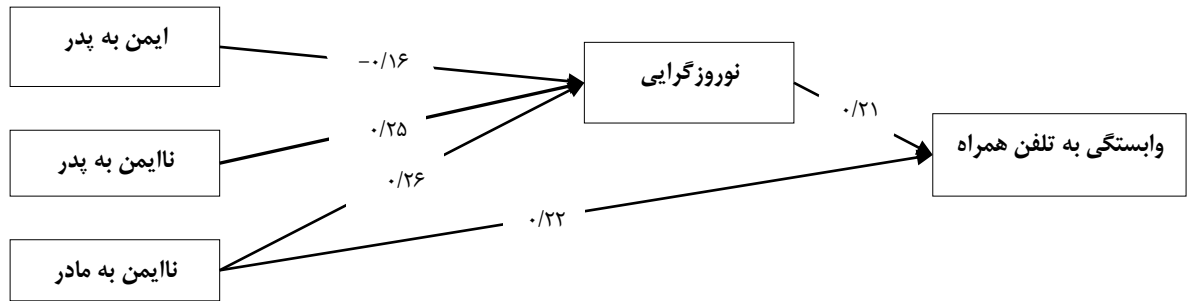 ایمن به پدر
-۰/۱۶
نوروزگرایی
۰/۲۱
ناایمن به پدر
۰/۲۵
وابستگی به تلفن همراه
۰/۲۶
۰/۲۲
ناایمن به مادر